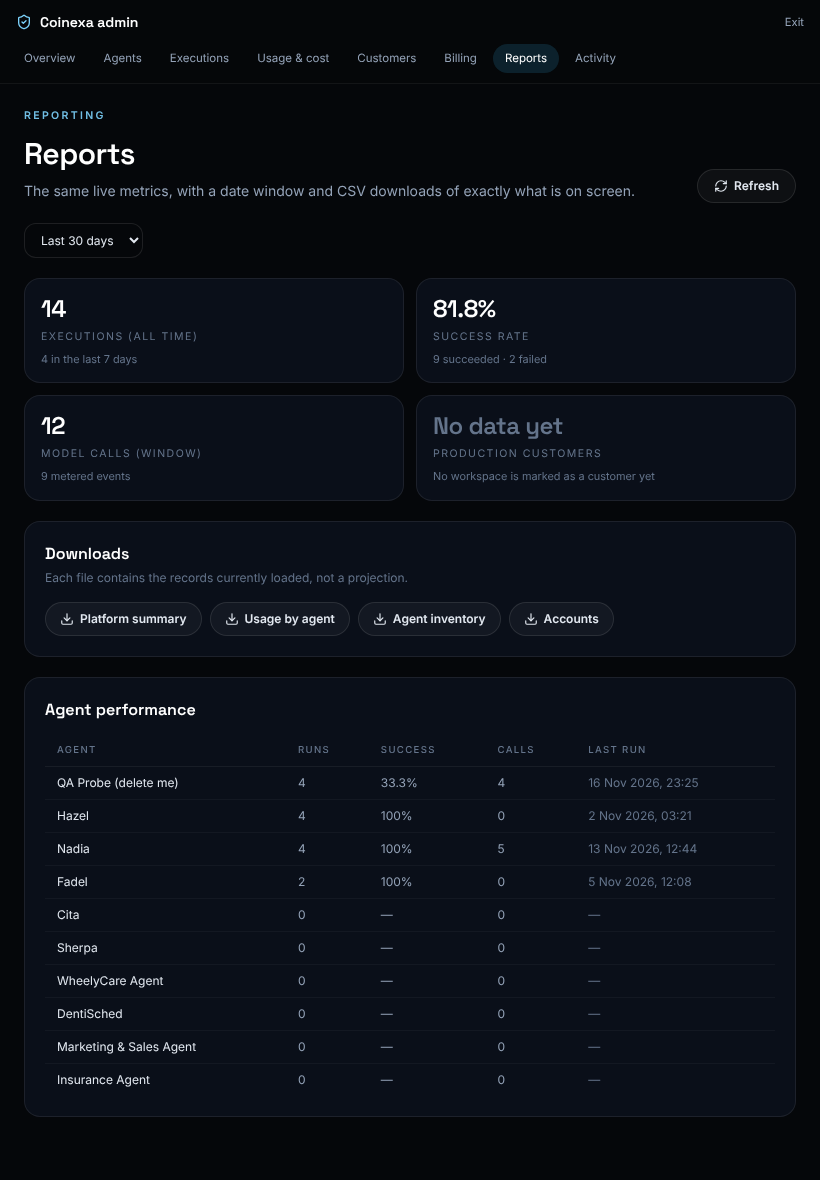 Coinexa admin
Exit
Overview Agents Executions Usage & cost Customers Billing Reports Activity
REPORTING
Reports
The same live metrics, with a date window and CSV downloads of exactly what is on screen.
Refresh
Last 30 days
14
EXECUTIONS (ALL TIME)
4 in the last 7 days
81.8%
SUCCESS RATE
9 succeeded · 2 failed
12
MODEL CALLS (WINDOW)
9 metered events
No data yet
PRODUCTION CUSTOMERS
No workspace is marked as a customer yet
Downloads
Each file contains the records currently loaded, not a projection.
Platform summary Usage by agent Agent inventory Accounts
Agent performance
AGENT RUNS SUCCESS CALLS LAST RUN
QA Probe (delete me) 4 33.3% 4 16 Nov 2026, 23:25
Hazel 4 100% 0 2 Nov 2026, 03:21
Nadia 4 100% 5 13 Nov 2026, 12:44
Fadel 2 100% 0 5 Nov 2026, 12:08
Cita 0 — 0 —
Sherpa 0 — 0 —
WheelyCare Agent 0 — 0 —
DentiSched 0 — 0 —
Marketing & Sales Agent 0 — 0 —
Insurance Agent 0 — 0 —